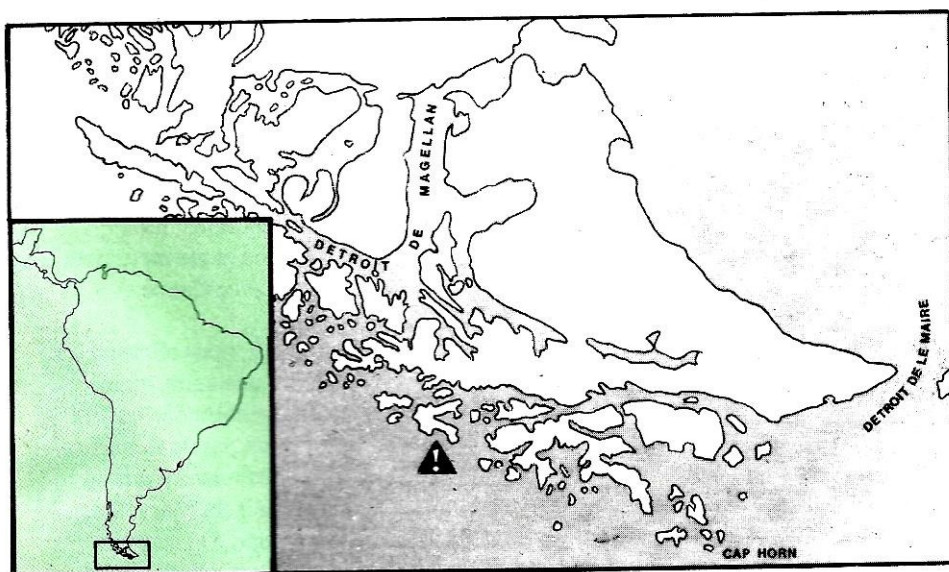 DETROIT DE MAGELLAN
DETROIT DE LE MAIRE
!
CAP HORN